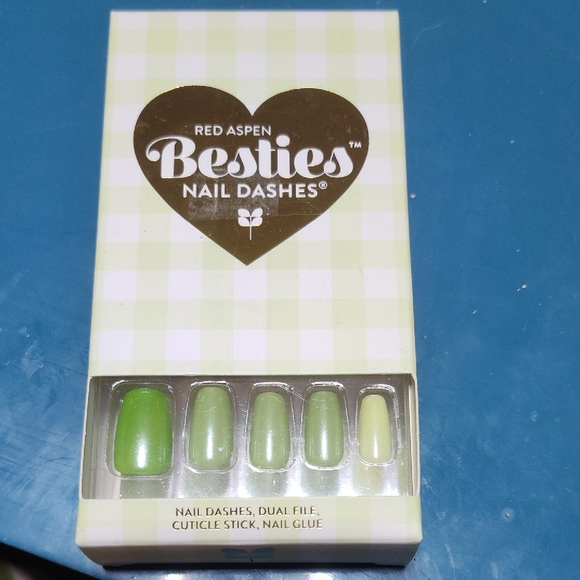 RED ASPEN
Besties™
NAIL DASHES®
NAIL DASHES, DUAL FILE,
CUTICLE STICK, NAIL GLUE